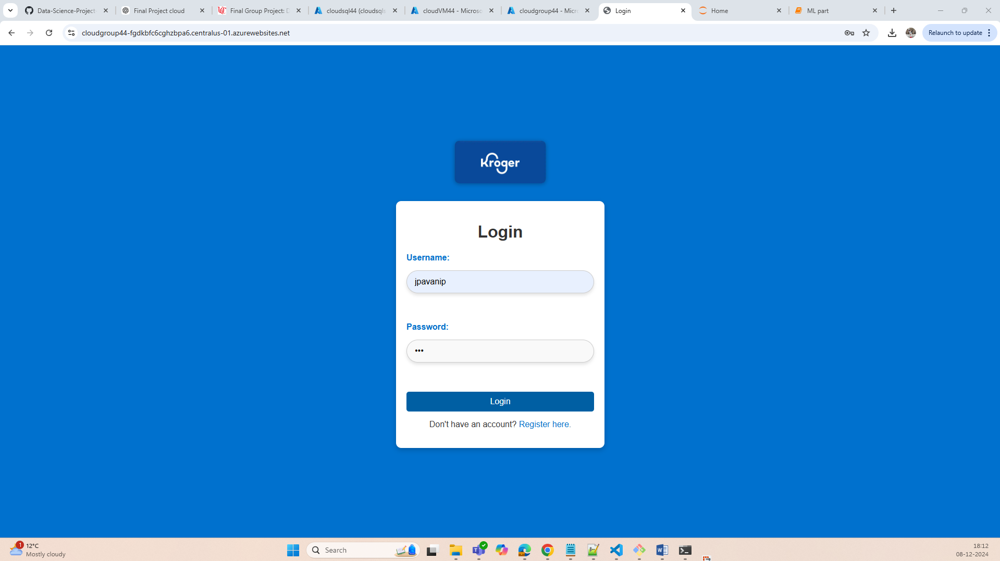 Data-Science-Project-
Final Project cloud
Final Group Project: D
cloudsql44 (cloudsqls
cloudVM44 - Microso
cloudgroup44 - Micro
Login
Home
ML part
cloudgroup44-fgdkbfc6cghzbpa6.centralus-01.azurewebsites.net
Relaunch to update
Kroger
Login
Username:
jpavanip
Password:
•••
Login
Don't have an account? Register here.
1
12°C
Mostly cloudy
Search
18:12
08-12-2024